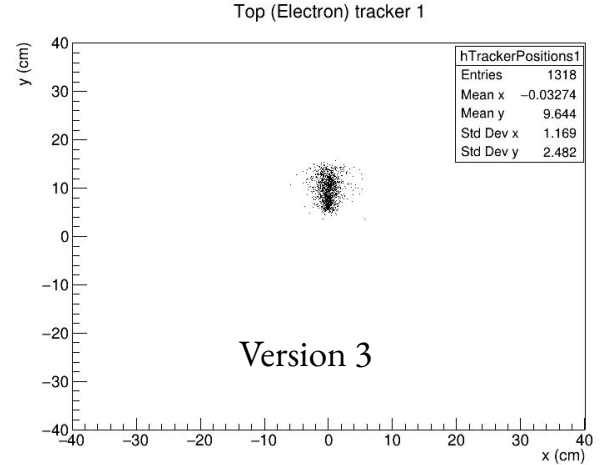 Top (Electron) tracker 1
y (cm)
hTrackerPositions1
Entries 1318
Mean x −0.03274
Mean y 9.644
Std Dev x 1.169
Std Dev y 2.482
40
30
20
10
0
−10
−20
−30
−40
Version 3
−40 −30 −20 −10 0 10 20 30 40
x (cm)